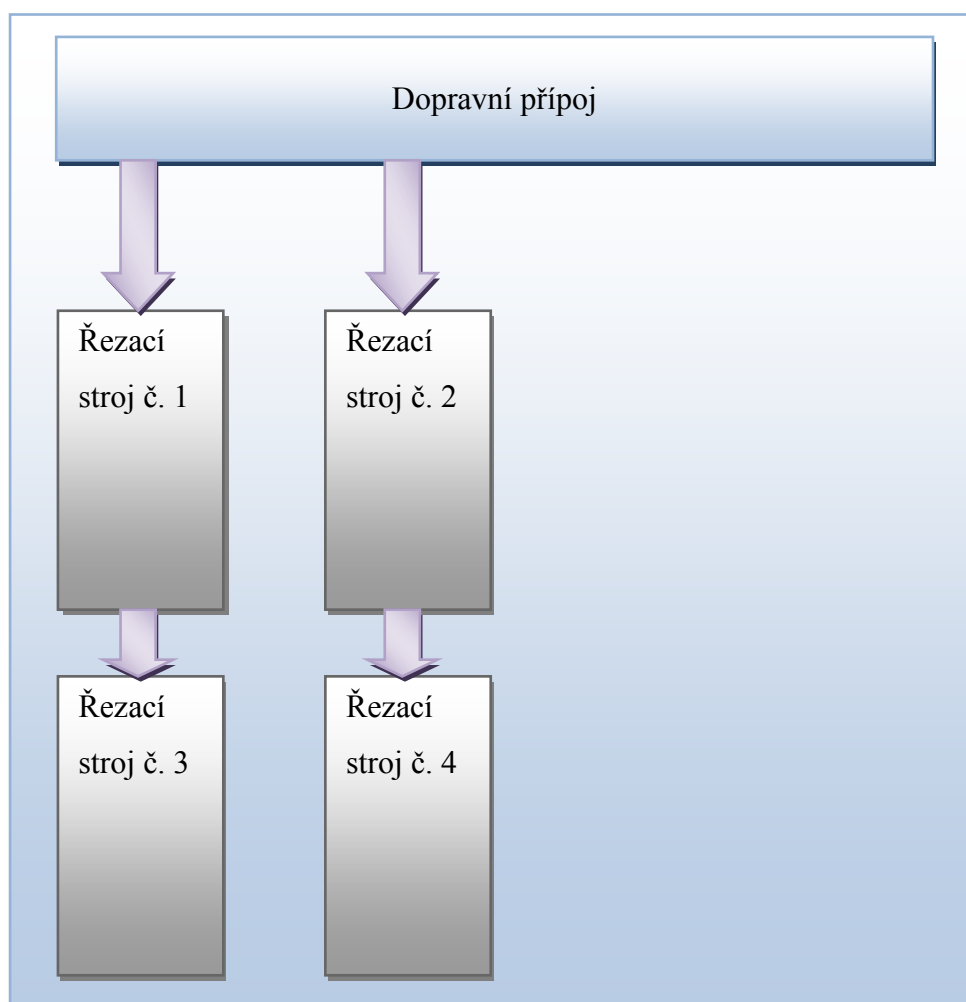 Dopravní přípoj
Řezací
stroj č. 1
Řezací
stroj č. 2
Řezací
stroj č. 3
Řezací
stroj č. 4